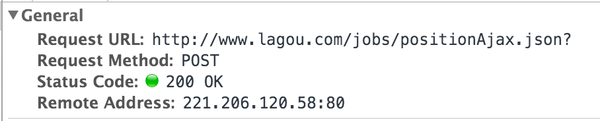 General
Request URL: http://www.lagou.com/jobs/positionAjax.json?
Request Method: POST
Status Code: 200 OK
Remote Address: 221.206.120.58:80